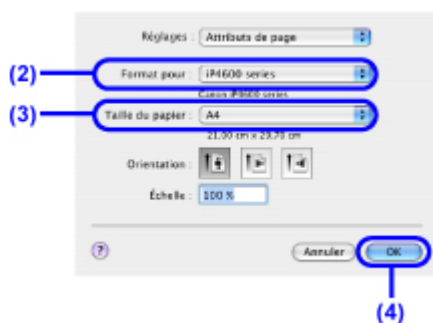 Réglages : Attributs de page
(2) Format pour : iP4600 series
Canon iP4600 series
(3) Taille du papier : A4
21,00 cm x 29,70 cm
Orientation :
Échelle : 100 %
? Annuler OK
(4)